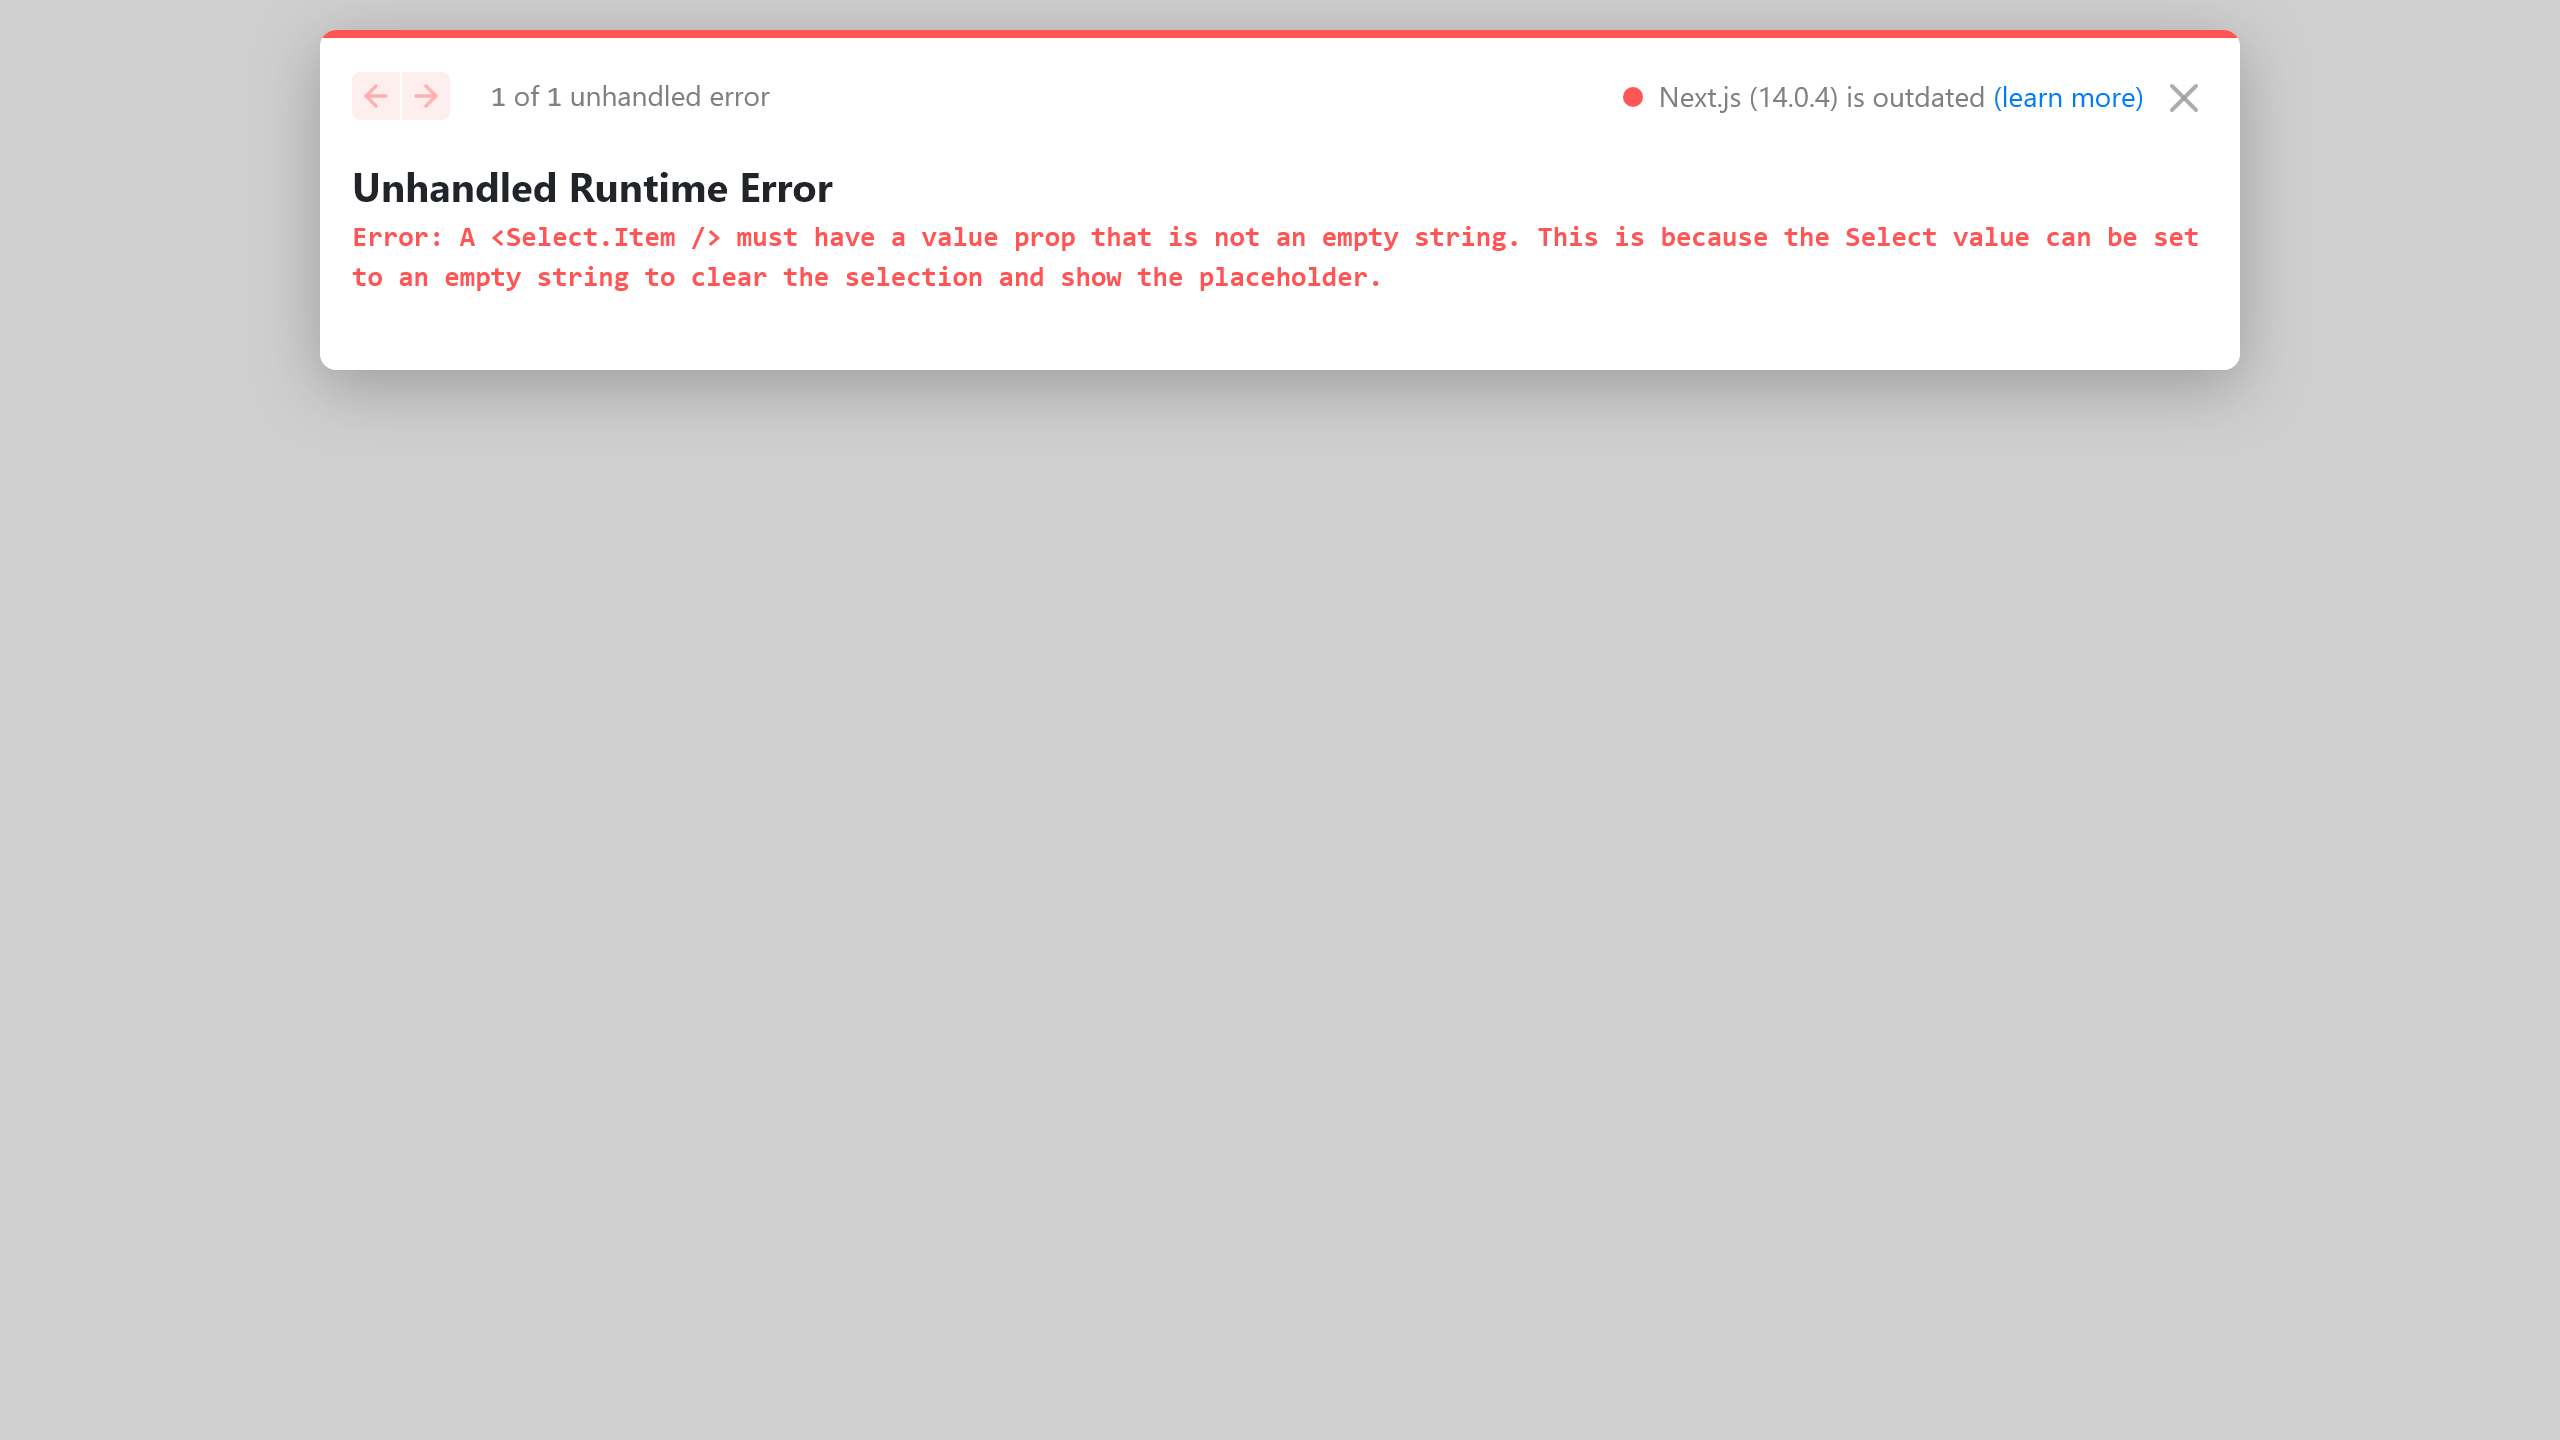 1 of 1 unhandled error
Next.js (14.0.4) is outdated (learn more)
Unhandled Runtime Error
Error: A <Select.Item /> must have a value prop that is not an empty string. This is because the Select value can be set
to an empty string to clear the selection and show the placeholder.